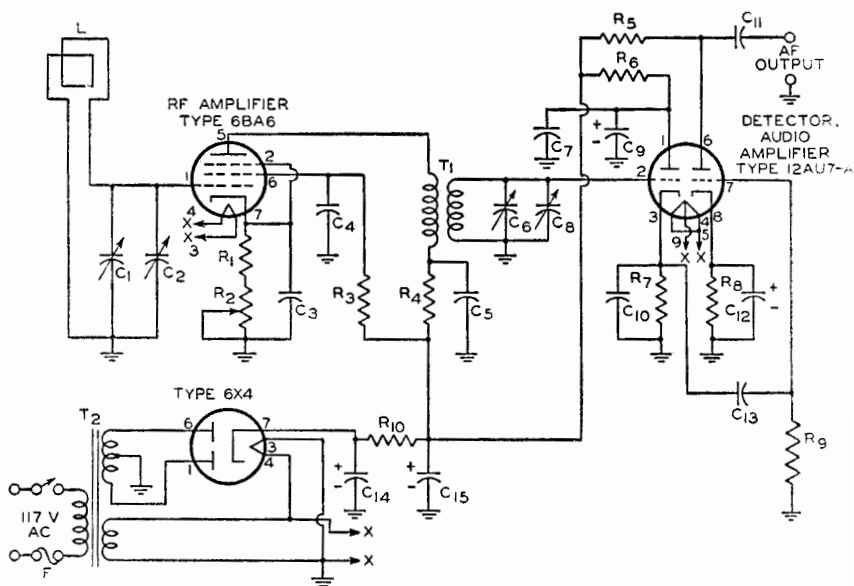 L
RF AMPLIFIER
TYPE 6BA6
5
2
6
1
7
4
X
X
3
C1
C2
R1
R2
C3
C4
R3
R4
C5
T1
C6
C8
R5
R6
C7
+
-
C9
C11
AF
OUTPUT
DETECTOR,
AUDIO
AMPLIFIER
TYPE 12AU7-A
1
6
2
7
3
4
5
8
9
X
X
R7
C10
R8
C12
+
-
C13
R9
TYPE 6X4
T2
6
7
3
4
1
R10
+
-
C14
+
-
C15
117 V
AC
F
X
X